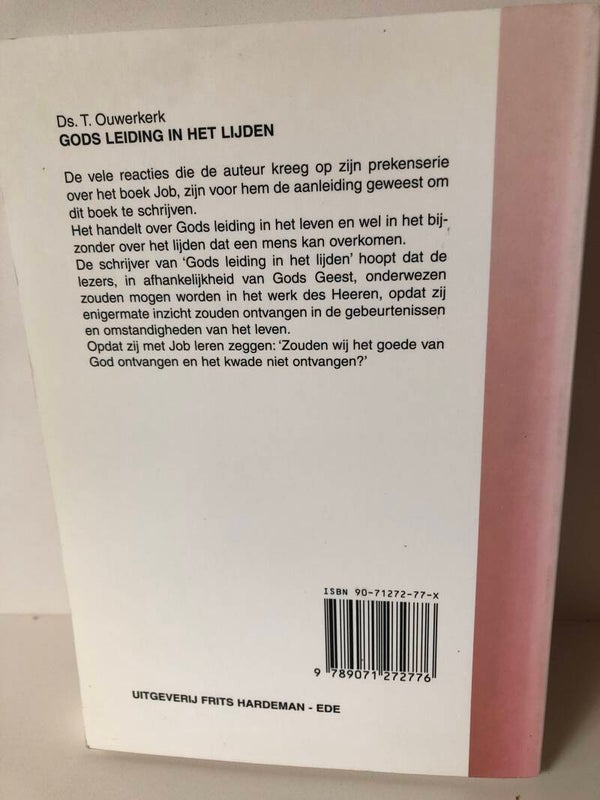 Ds. T. Ouwerkerk
GODS LEIDING IN HET LIJDEN
De vele reacties die de auteur kreeg op zijn prekenserie
over het boek Job, zijn voor hem de aanleiding geweest om
dit boek te schrijven.
Het handelt over Gods leiding in het leven en wel in het bij-
zonder over het lijden dat een mens kan overkomen.
De schrijver van ‘Gods leiding in het lijden’ hoopt dat de
lezers, in afhankelijkheid van Gods Geest, onderwezen
zouden mogen worden in het werk des Heeren, opdat zij
enigermate inzicht zouden ontvangen in de gebeurtenissen
en omstandigheden van het leven.
Opdat zij met Job leren zeggen: ‘Zouden wij het goede van
God ontvangen en het kwade niet ontvangen?’
ISBN 90-71272-77-X
9 789071 272776
UITGEVERIJ FRITS HARDEMAN - EDE